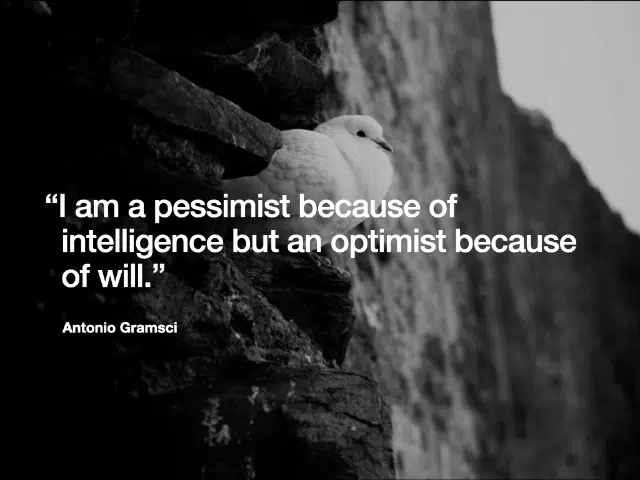 “I am a pessimist because of
intelligence but an optimist because
of will.”
Antonio Gramsci